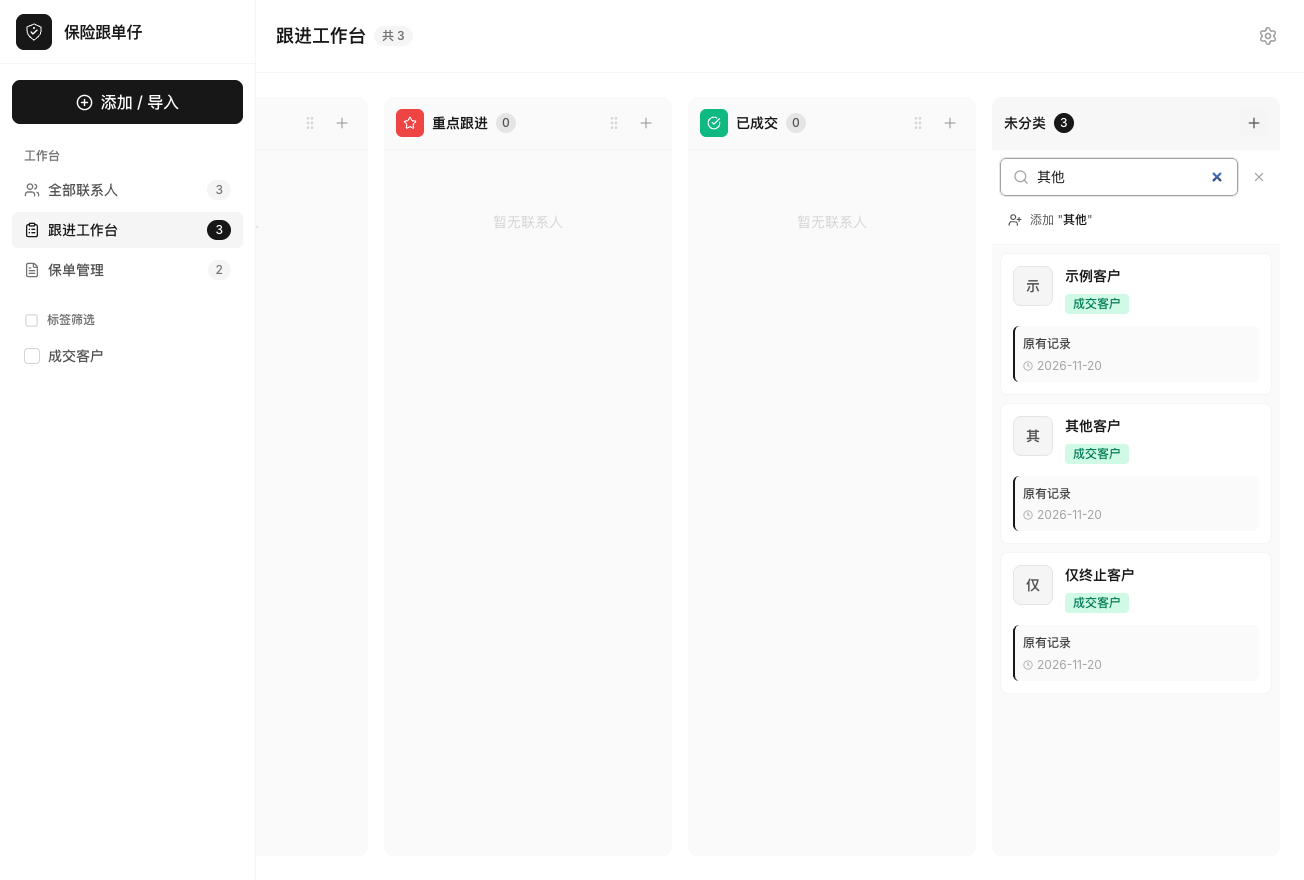 保险跟单仔
添加 / 导入
工作台
全部联系人 3
跟进工作台 3
保单管理 2
标签筛选
成交客户
跟进工作台 共 3
重点跟进 0
暂无联系人
已成交 0
暂无联系人
未分类 3
其他
添加 "其他"
示
示例客户
成交客户
原有记录
2026-11-20
其
其他客户
成交客户
原有记录
2026-11-20
仅
仅终止客户
成交客户
原有记录
2026-11-20